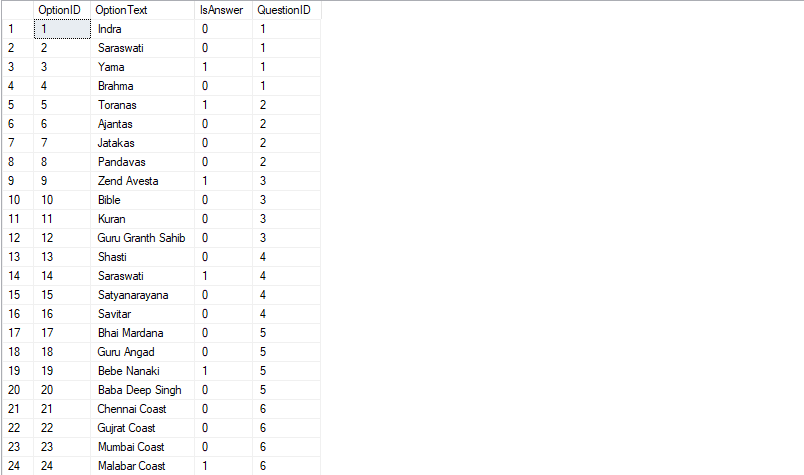 OptionID OptionText IsAnswer QuestionID
1 1 Indra 0 1
2 2 Saraswati 0 1
3 3 Yama 1 1
4 4 Brahma 0 1
5 5 Toranas 1 2
6 6 Ajantas 0 2
7 7 Jatakas 0 2
8 8 Pandavas 0 2
9 9 Zend Avesta 1 3
10 10 Bible 0 3
11 11 Kuran 0 3
12 12 Guru Granth Sahib 0 3
13 13 Shasti 0 4
14 14 Saraswati 1 4
15 15 Satyanarayana 0 4
16 16 Savitar 0 4
17 17 Bhai Mardana 0 5
18 18 Guru Angad 0 5
19 19 Bebe Nanaki 1 5
20 20 Baba Deep Singh 0 5
21 21 Chennai Coast 0 6
22 22 Gujrat Coast 0 6
23 23 Mumbai Coast 0 6
24 24 Malabar Coast 1 6